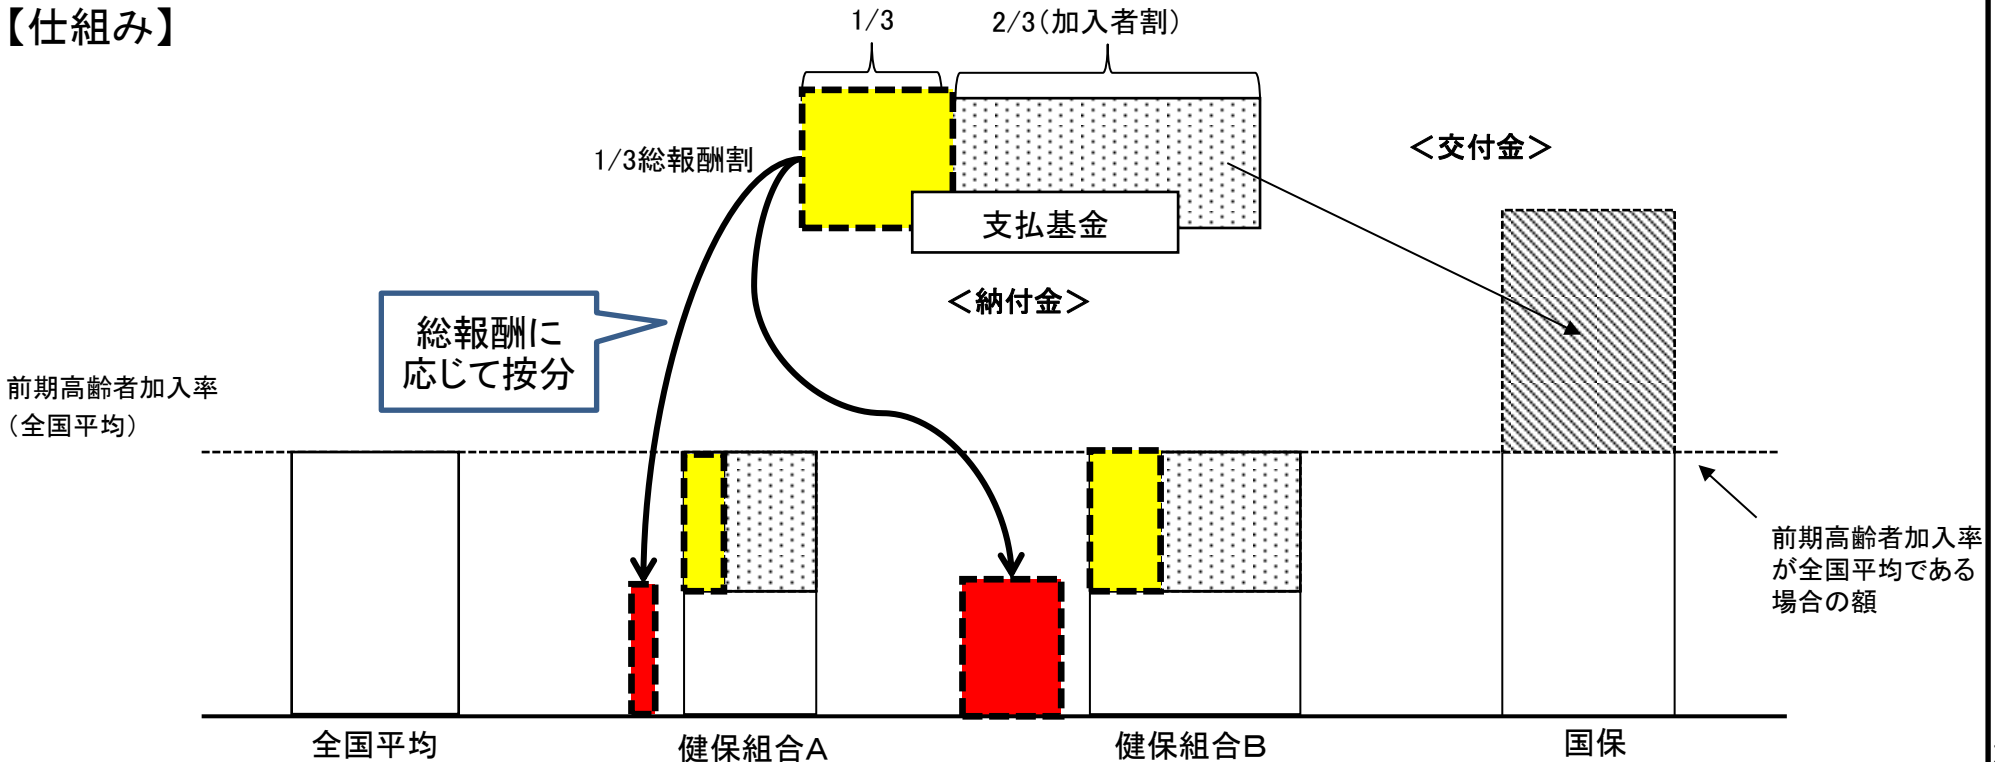 【仕組み】
1/3
2/3(加入者割)
1/3総報酬割
＜交付金＞
支払基金
＜納付金＞
総報酬に
応じて按分
前期高齢者加入率
（全国平均）
前期高齢者加入率
が全国平均である
場合の額
全国平均
健保組合A
健保組合B
国保